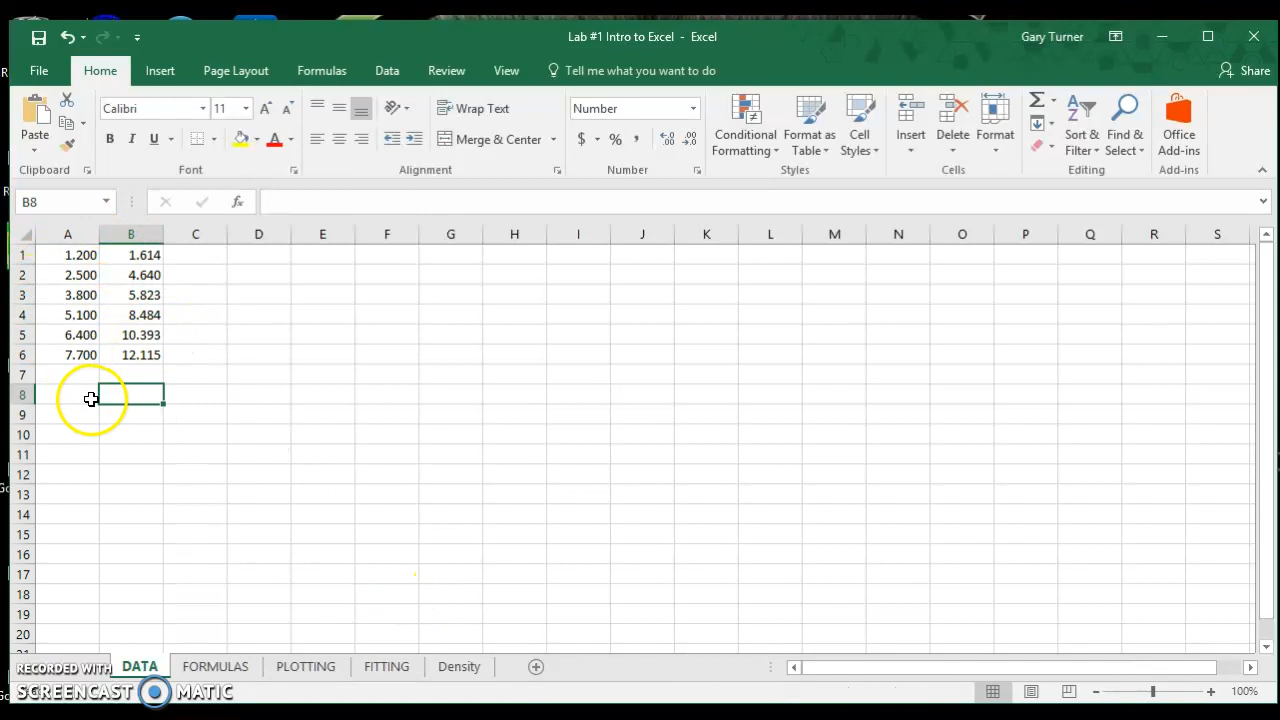 Lab #1 Intro to Excel - Excel
Gary Turner
File Home Insert Page Layout Formulas Data Review View Tell me what you want to do Share
Paste
Clipboard
Calibri 11
B I U
A A
A
Font
Wrap Text
Merge & Center
Alignment
Number
$ % ,
Number
Conditional Formatting
Format as Table
Cell Styles
Styles
Insert Delete Format
Cells
Sort & Filter
Find & Select
Editing
Office Add-ins
Add-ins
B8
fx
A B C D E F G H I J K L M N O P Q R S
1 1.200 1.614
2 2.500 4.640
3 3.800 5.823
4 5.100 8.484
5 6.400 10.393
6 7.700 12.115
7
8
9
10
11
12
13
14
15
16
17
18
19
20
DATA FORMULAS PLOTTING FITTING Density
RECORDED WITH
SCREENCAST MATIC
100%